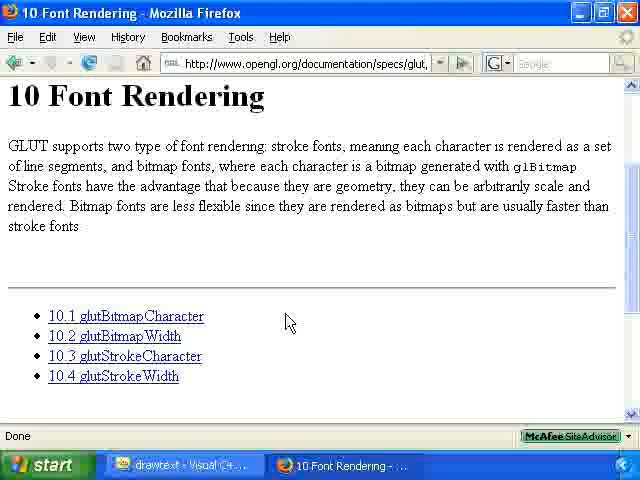 10 Font Rendering - Mozilla Firefox
File Edit View History Bookmarks Tools Help
http://www.opengl.org/documentation/specs/glut, G Google
10 Font Rendering
GLUT supports two type of font rendering: stroke fonts, meaning each character is rendered as a set
of line segments, and bitmap fonts, where each character is a bitmap generated with glBitmap
Stroke fonts have the advantage that because they are geometry, they can be arbitrarily scale and
rendered. Bitmap fonts are less flexible since they are rendered as bitmaps but are usually faster than
stroke fonts
10.1 glutBitmapCharacter
10.2 glutBitmapWidth
10.3 glutStrokeCharacter
10.4 glutStrokeWidth
Done McAfee SiteAdvisor
start drawtext - Visual C+... 10 Font Rendering - ...